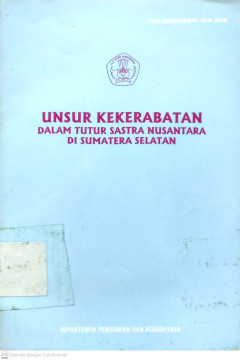 UNSUR KEKERABATAN
DALAM TUTUR SASTRA NUSANTARA
DI SUMATERA SELATAN
DEPARTEMEN PENDIDIKAN DAN KEBUDAYAAN